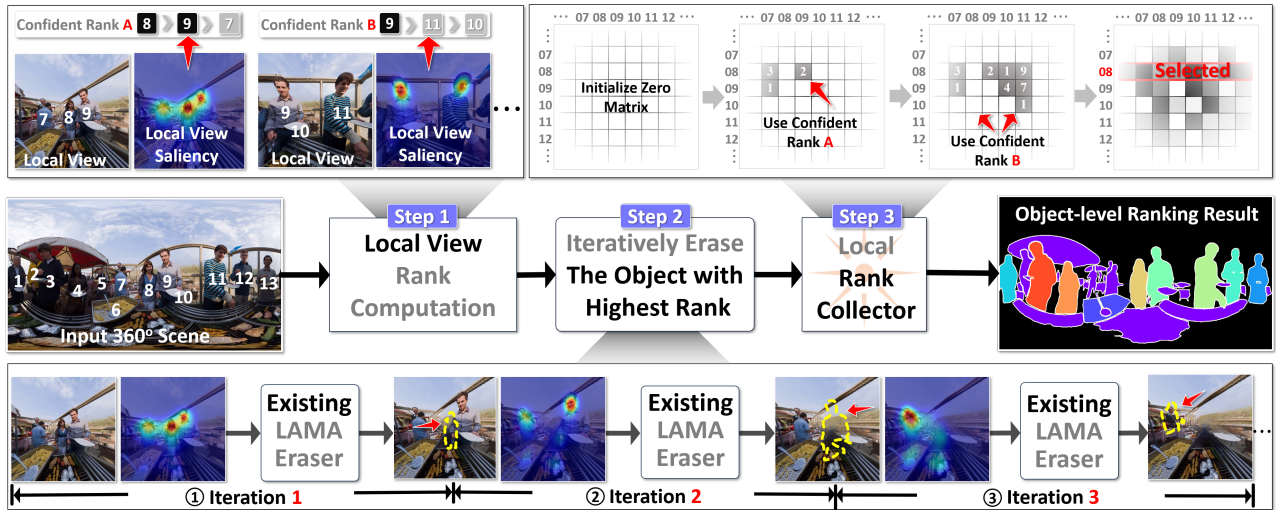 Confident Rank A 8 9 7
7 8 9
Local View
Local View
Saliency
Confident Rank B 9 11 10
9 11
10
Local View
Local View
Saliency
...
... 07 08 09 10 11 12 ...
07
08
09
10
11
12
Initialize Zero
Matrix
... 07 08 09 10 11 12 ...
07
08
09
10
11
12
3 2
1
Use Confident
Rank A
... 07 08 09 10 11 12 ...
07
08
09
10
11
12
3 2 1 9
1 4 7
1
Use Confident
Rank B
... 07 08 09 10 11 12 ...
07
08
09
10
11
12
Selected
1 2 3 4 5 6 7 8 9 10 11 12 13
Input 360º Scene
Step 1
Local View
Rank
Computation
Step 2
Iteratively Erase
The Object with
Highest Rank
Step 3
Local
Rank
Collector
Object-level Ranking Result
Existing
LAMA
Eraser
Existing
LAMA
Eraser
Existing
LAMA
Eraser
...
① Iteration 1
② Iteration 2
③ Iteration 3